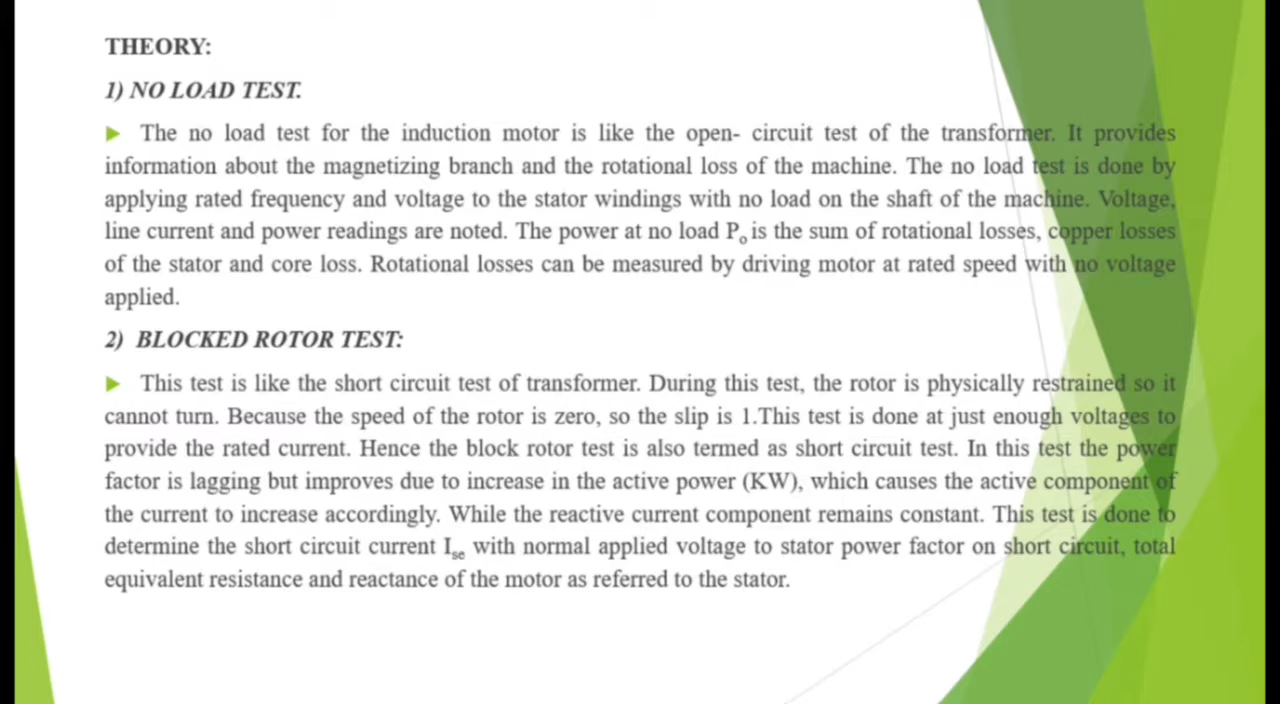 THEORY:
1) NO LOAD TEST.
The no load test for the induction motor is like the open- circuit test of the transformer. It provides
information about the magnetizing branch and the rotational loss of the machine. The no load test is done by
applying rated frequency and voltage to the stator windings with no load on the shaft of the machine. Voltage,
line current and power readings are noted. The power at no load Po is the sum of rotational losses, copper losses
of the stator and core loss. Rotational losses can be measured by driving motor at rated speed with no voltage
applied.
2) BLOCKED ROTOR TEST:
This test is like the short circuit test of transformer. During this test, the rotor is physically restrained so it
cannot turn. Because the speed of the rotor is zero, so the slip is 1.This test is done at just enough voltages to
provide the rated current. Hence the block rotor test is also termed as short circuit test. In this test the power
factor is lagging but improves due to increase in the active power (KW), which causes the active component of
the current to increase accordingly. While the reactive current component remains constant. This test is done to
determine the short circuit current Ise with normal applied voltage to stator power factor on short circuit, total
equivalent resistance and reactance of the motor as referred to the stator.